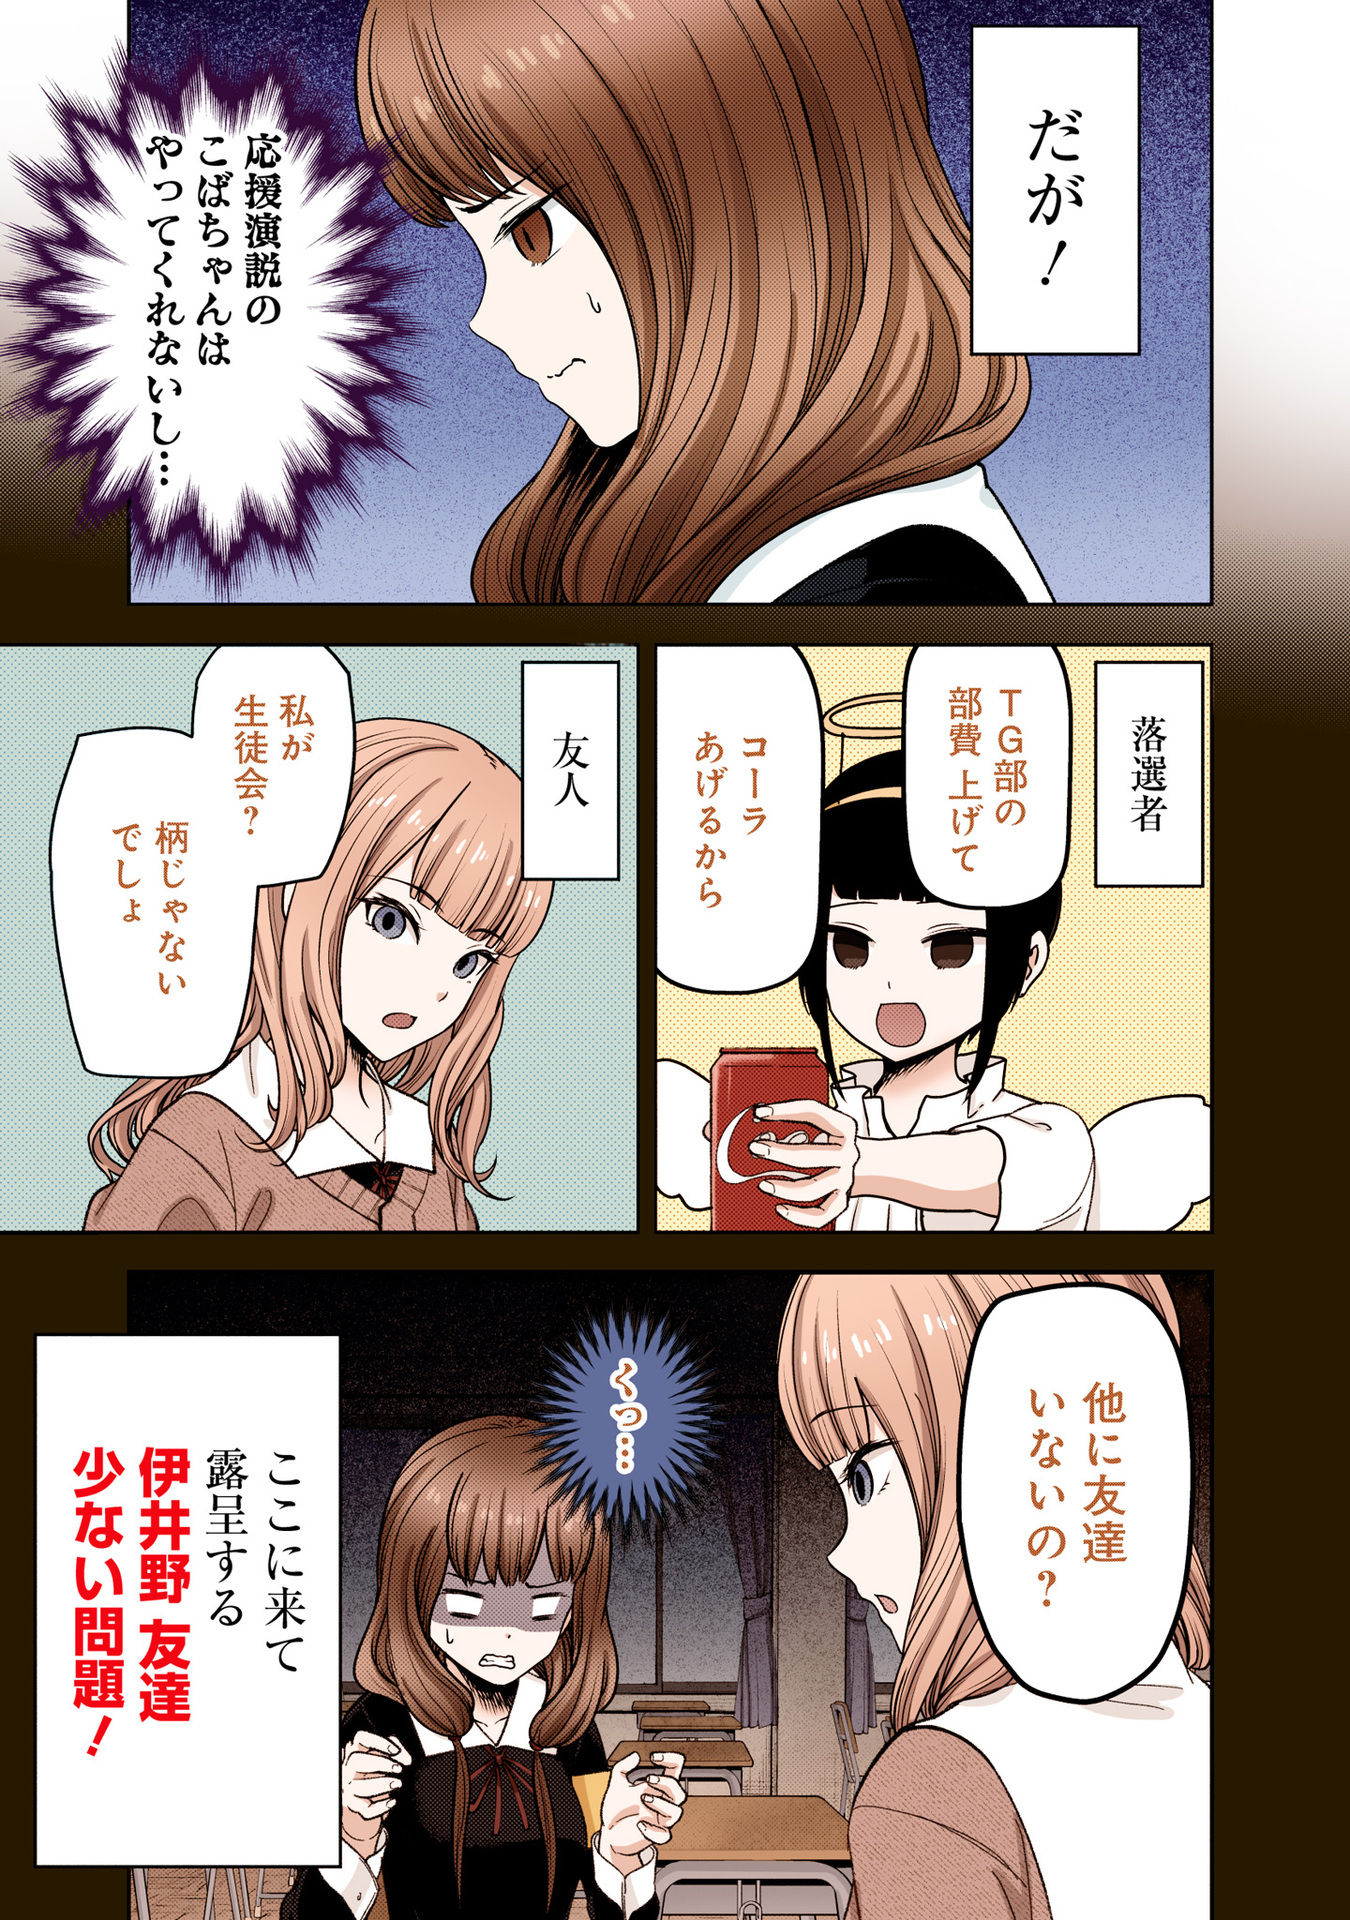 だが！
応援演説の
こばちゃんは
やってくれないし…
落選者
TG部の
部費上げて
コーラ
あげるから
友人
私が
生徒会？
柄じゃない
でしょ
他に友達
いないの？
くっ…
ここに来て
露呈する
伊井野 友達
少ない問題！